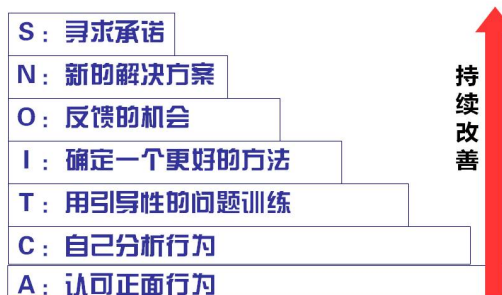 S：寻求承诺
N：新的解决方案
O：反馈的机会
I：确定一个更好的方法
T：用引导性的问题训练
C：自己分析行为
A：认可正面行为
持续改善